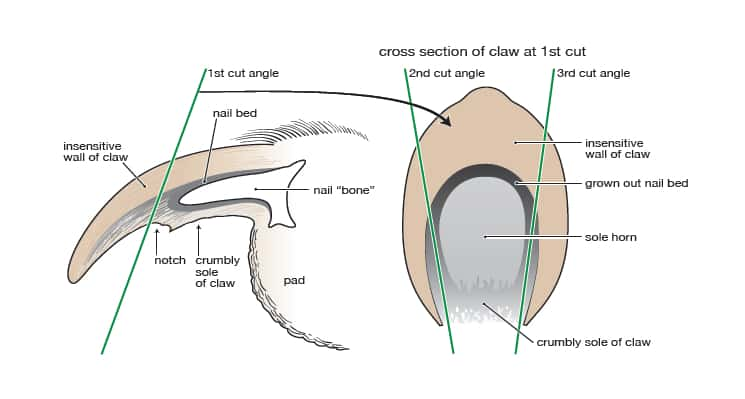 cross section of claw at 1st cut
1st cut angle
2nd cut angle
3rd cut angle
nail bed
insensitive
wall of claw
insensitive
wall of claw
grown out nail bed
nail “bone”
sole horn
notch
crumbly
sole
of claw
pad
crumbly sole of claw